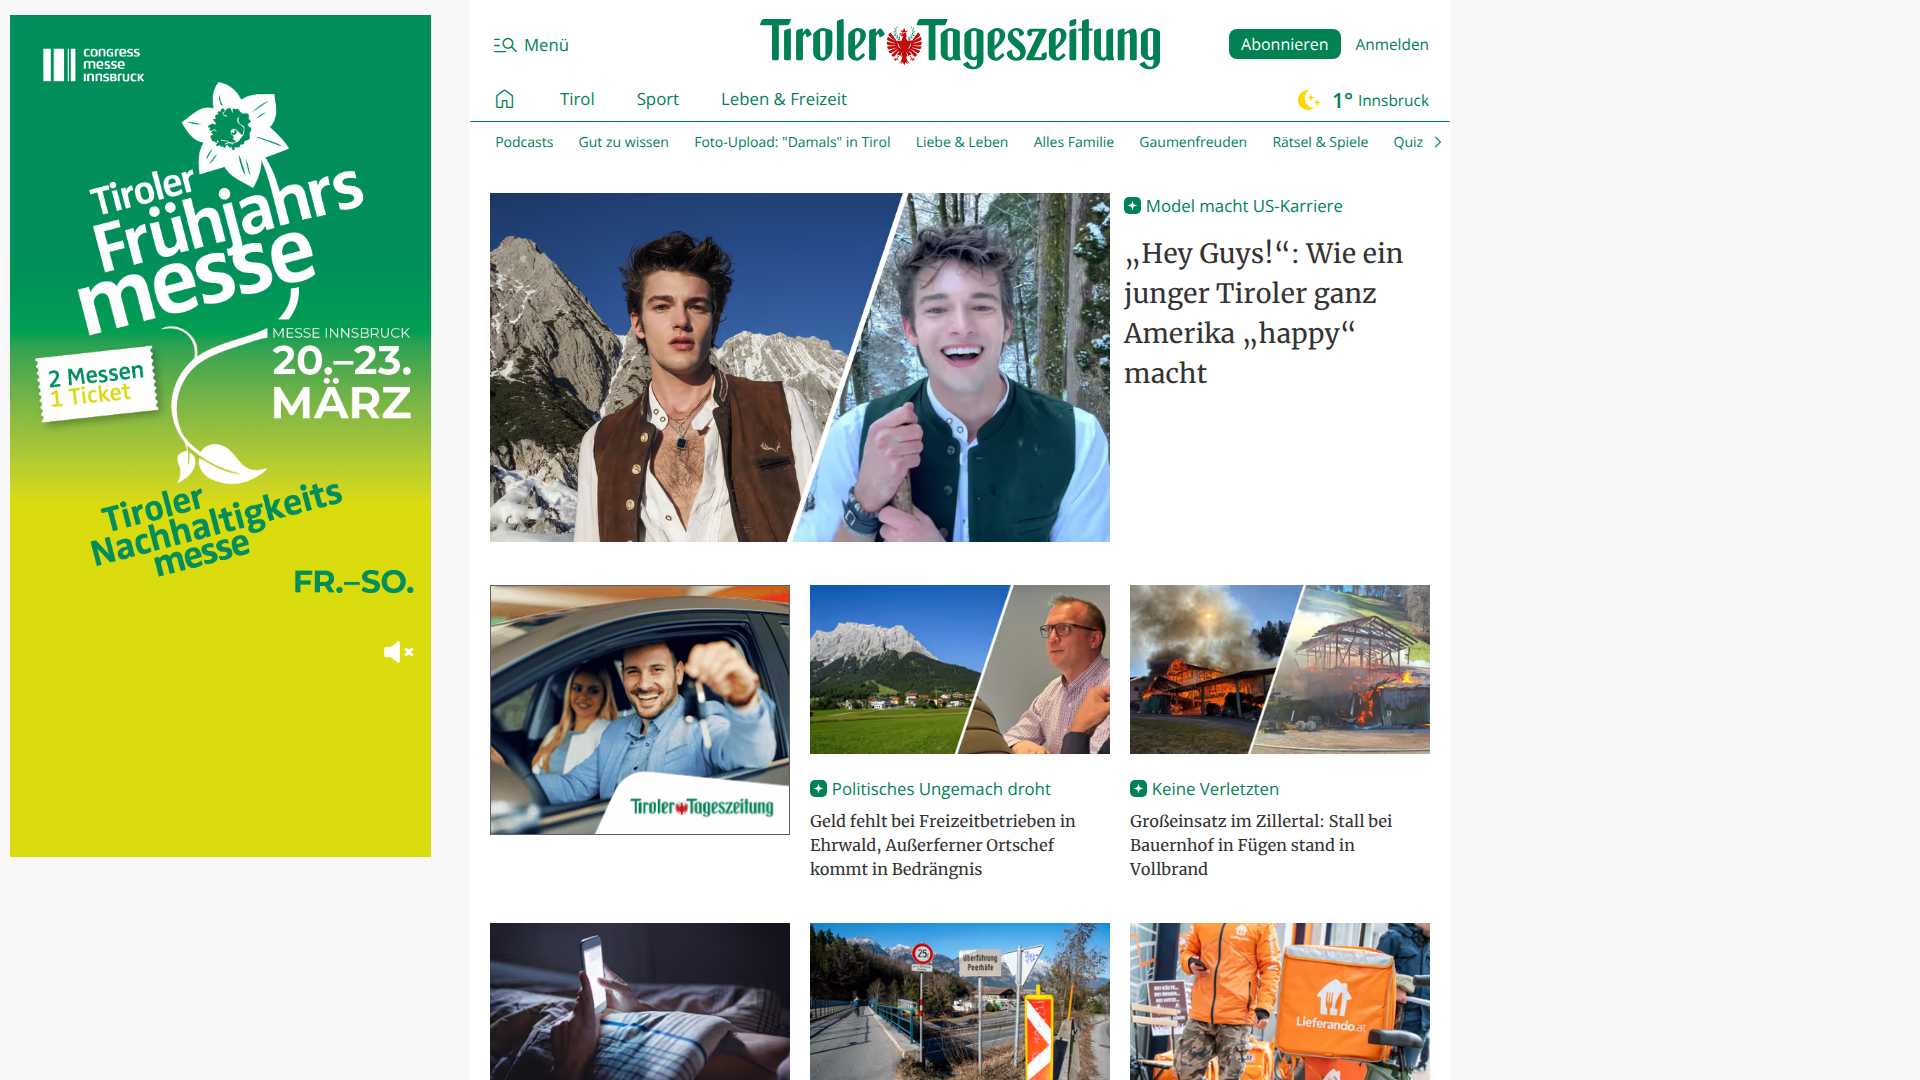 congress
messe
innsbruck
Tiroler
Frühjahrs
messe
MESSE INNSBRUCK
20.–23.
MÄRZ
2 Messen
1 Ticket
Tiroler
Nachhaltigkeits
messe
FR.–SO.
Menü
Tiroler Tageszeitung
Abonnieren
Anmelden
Tirol
Sport
Leben & Freizeit
1° Innsbruck
Podcasts
Gut zu wissen
Foto-Upload: "Damals" in Tirol
Liebe & Leben
Alles Familie
Gaumenfreuden
Rätsel & Spiele
Quiz
Model macht US-Karriere
„Hey Guys!“: Wie ein
junger Tiroler ganz
Amerika „happy“
macht
Tiroler Tageszeitung
Politisches Ungemach droht
Geld fehlt bei Freizeitbetrieben in
Ehrwald, Außerferner Ortschef
kommt in Bedrängnis
Keine Verletzten
Großeinsatz im Zillertal: Stall bei
Bauernhof in Fügen stand in
Vollbrand
25
Überführung
Peerhöfe
Lieferando.at